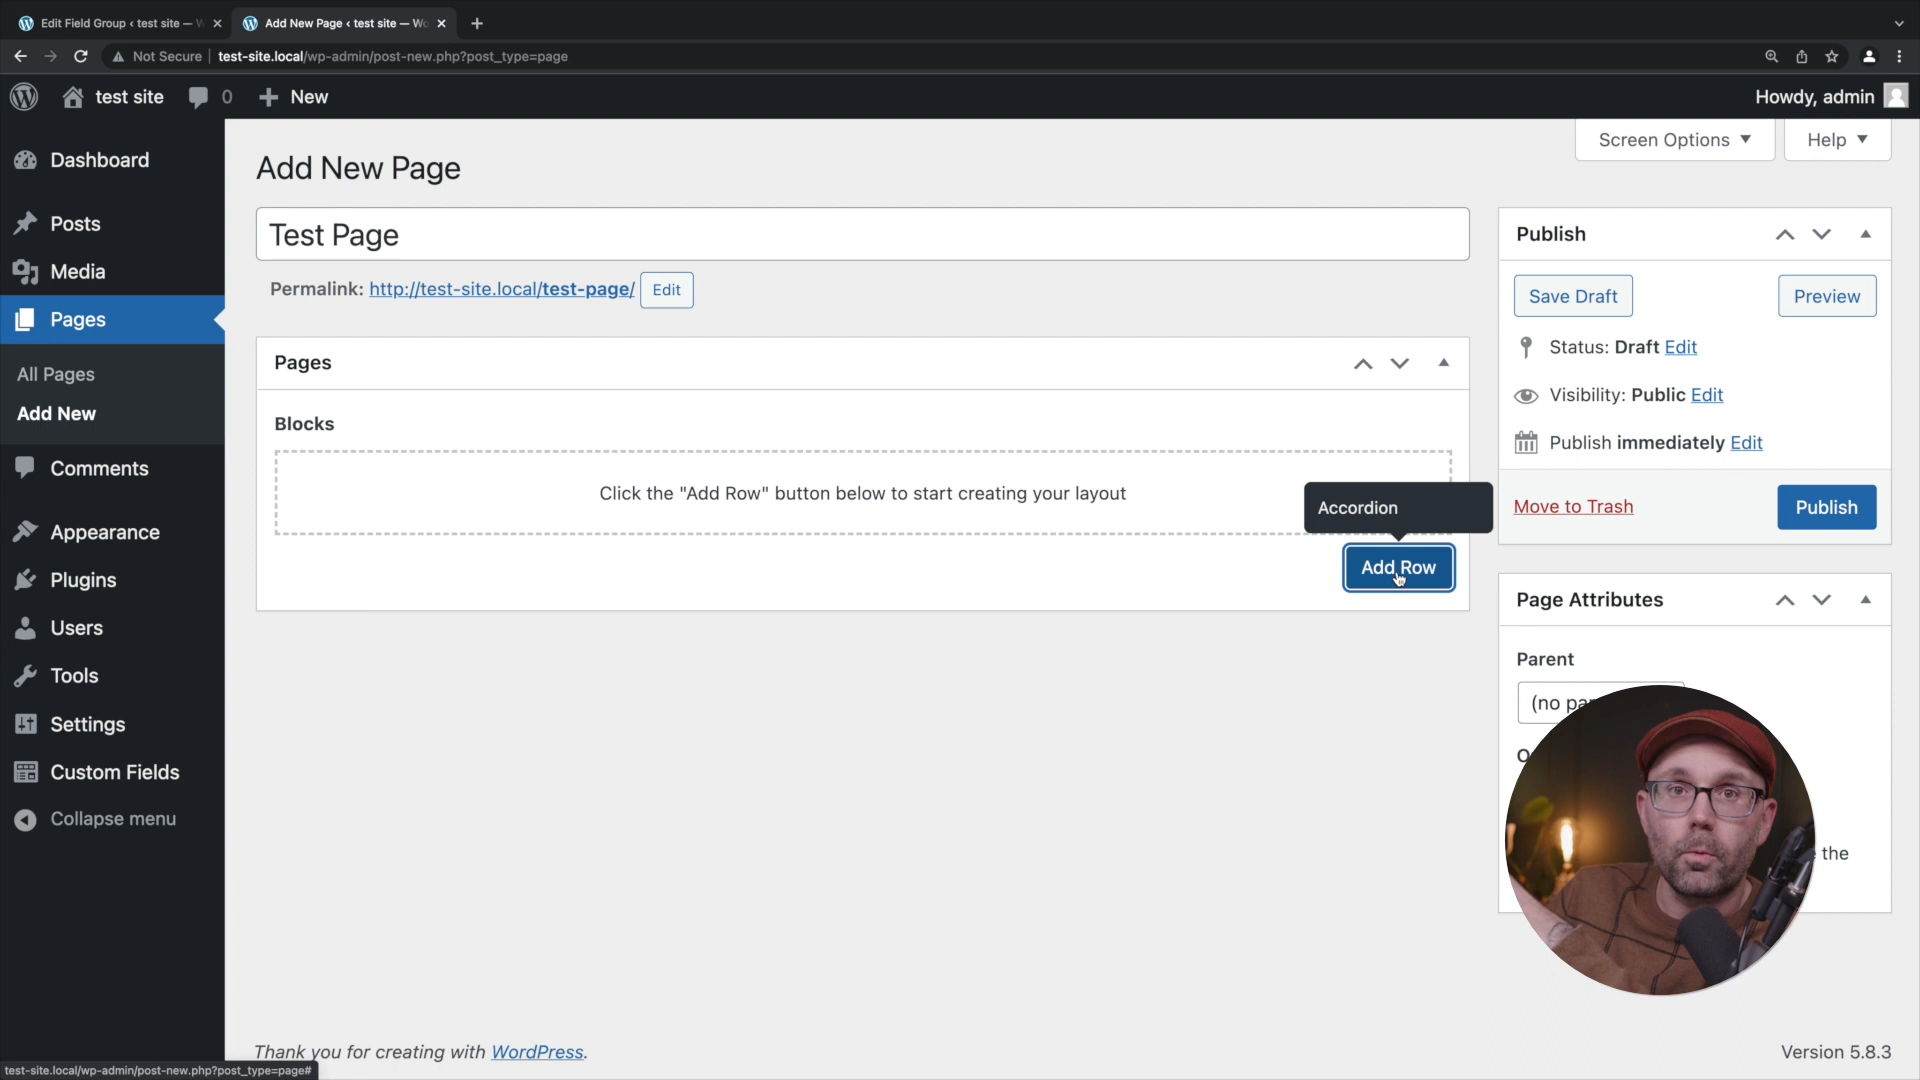 Edit Field Group ‹ test site — W
Add New Page ‹ test site — Wo
Not Secure
test-site.local/wp-admin/post-new.php?post_type=page
test site
0
New
Howdy, admin
Screen Options
Help
Dashboard
Posts
Media
Pages
All Pages
Add New
Comments
Appearance
Plugins
Users
Tools
Settings
Custom Fields
Collapse menu
Add New Page
Test Page
Permalink: http://test-site.local/test-page/
Edit
Pages
Blocks
Click the "Add Row" button below to start creating your layout
Accordion
Add Row
Publish
Save Draft
Preview
Status: Draft Edit
Visibility: Public Edit
Publish immediately Edit
Move to Trash
Publish
Page Attributes
Parent
(no pa
the
Thank you for creating with WordPress.
Version 5.8.3
test-site.local/wp-admin/post-new.php?post_type=page#